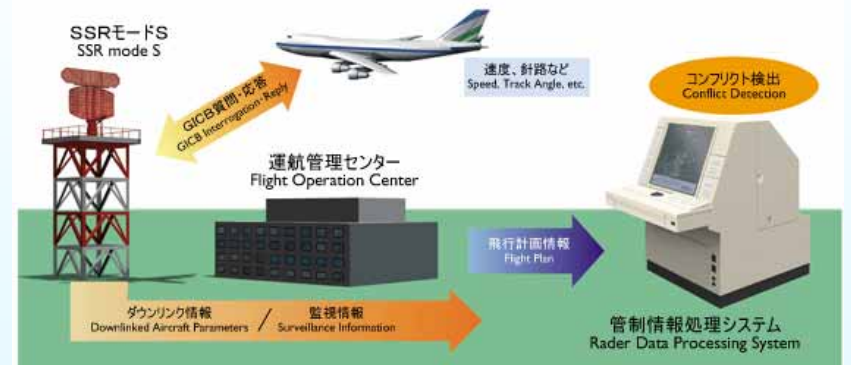 SSRモードS
SSR mode S
GICB質問・応答
GICB Interrogation・Reply
速度、針路など
Speed, Track Angle, etc.
コンフリクト検出
Conflict Detection
運航管理センター
Flight Operation Center
飛行計画情報
Flight Plan
ダウンリンク情報
Downlinked Aircraft Parameters
/
監視情報
Surveillance Information
管制情報処理システム
Rader Data Processing System